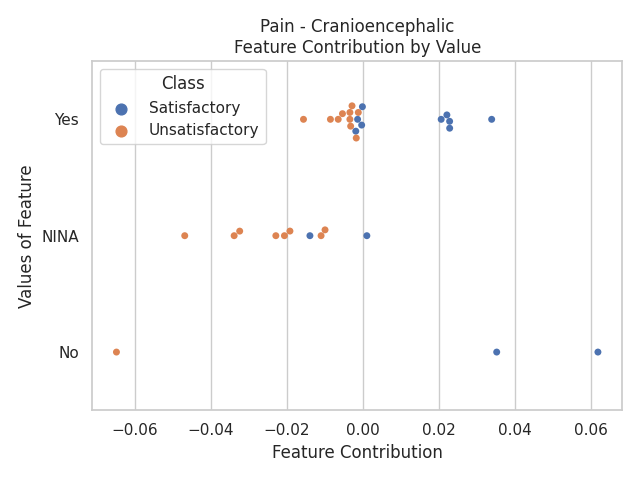 Pain - Cranioencephalic
Feature Contribution by Value
Class
Satisfactory
Unsatisfactory
Yes
NINA
No
Values of Feature
−0.06 −0.04 −0.02 0.00 0.02 0.04 0.06
Feature Contribution